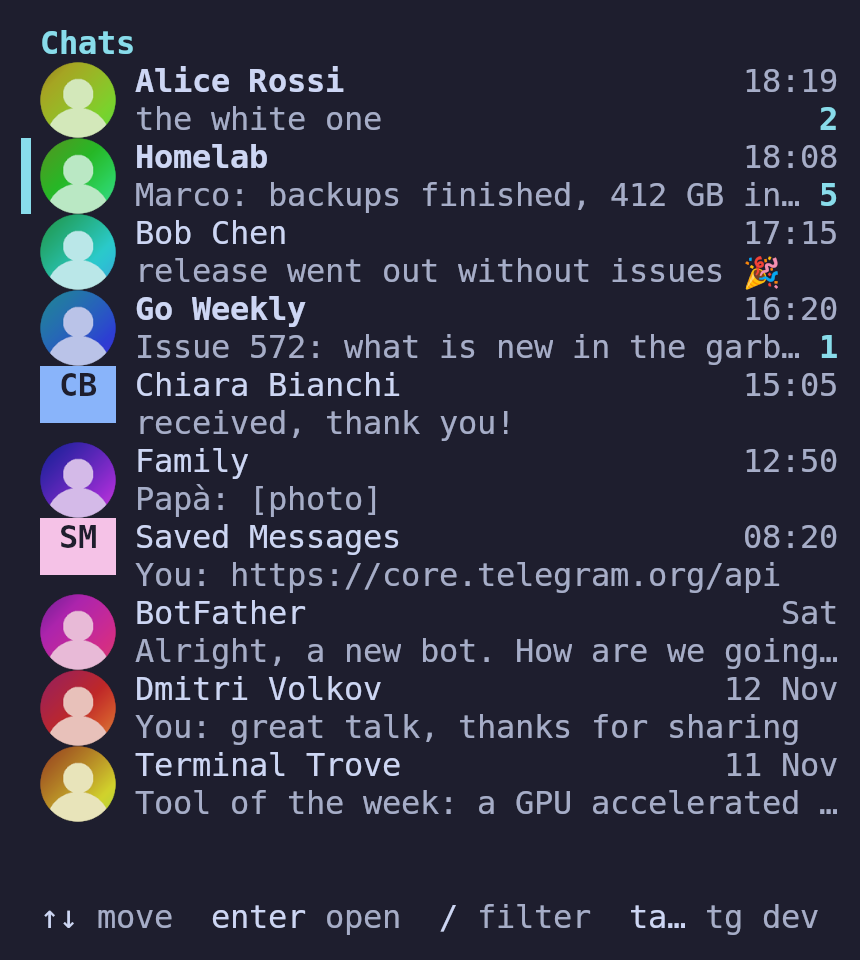 Chats
Alice Rossi 18:19
the white one 2
Homelab 18:08
Marco: backups finished, 412 GB in… 5
Bob Chen 17:15
release went out without issues 🎉
Go Weekly 16:20
Issue 572: what is new in the garb… 1
CB Chiara Bianchi 15:05
received, thank you!
Family 12:50
Papà: [photo]
SM Saved Messages 08:20
You: https://core.telegram.org/api
BotFather Sat
Alright, a new bot. How are we going…
Dmitri Volkov 12 Nov
You: great talk, thanks for sharing
Terminal Trove 11 Nov
Tool of the week: a GPU accelerated …
↑↓ move enter open / filter ta… tg dev